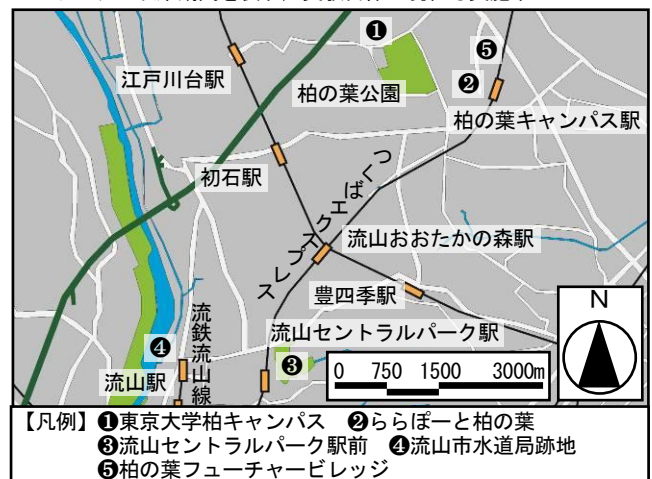 ❶
❺
江戸川台駅
柏の葉公園
❷
柏の葉キャンパス駅
初石駅
つくばエクスプレス
流山おおたかの森駅
豊四季駅
N
流鉄流山線
流山セントラルパーク駅
❹
❸
0 750 1500 3000m
流山駅
【凡例】❶東京大学柏キャンパス ❷ららぽーと柏の葉
❸流山セントラルパーク駅前 ❹流山市水道局跡地
❺柏の葉フューチャービレッジ